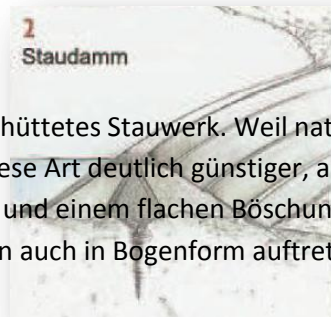 2
Staudamm
hüttetes Stauwerk. Weil nat
ese Art deutlich günstiger, a
und einem flachen Böschun
n auch in Bogenform auftret